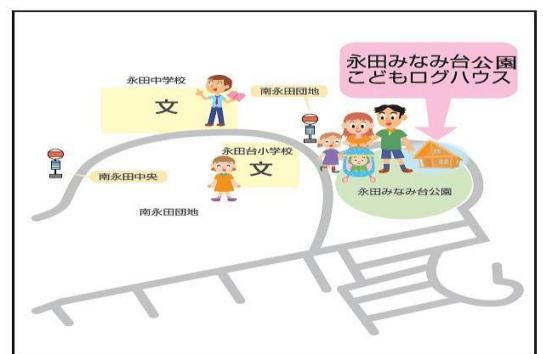 永田みなみ台公園
こどもログハウス
永田中学校
文
南永田団地
永田台小学校
文
南永田中央
永田みなみ台公園
南永田団地